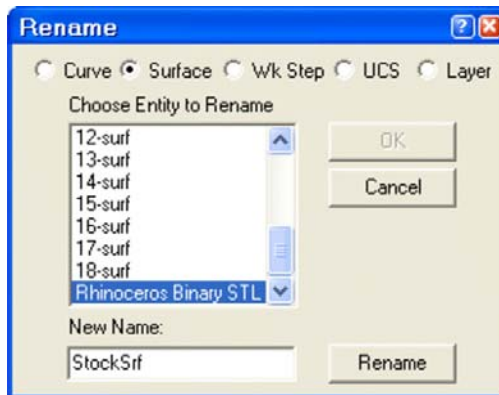 Rename
Curve Surface Wk Step UCS Layer
Choose Entity to Rename
12-surf
13-surf
14-surf
15-surf
16-surf
17-surf
18-surf
Rhinoceros Binary STL
OK
Cancel
New Name:
StockSrf
Rename